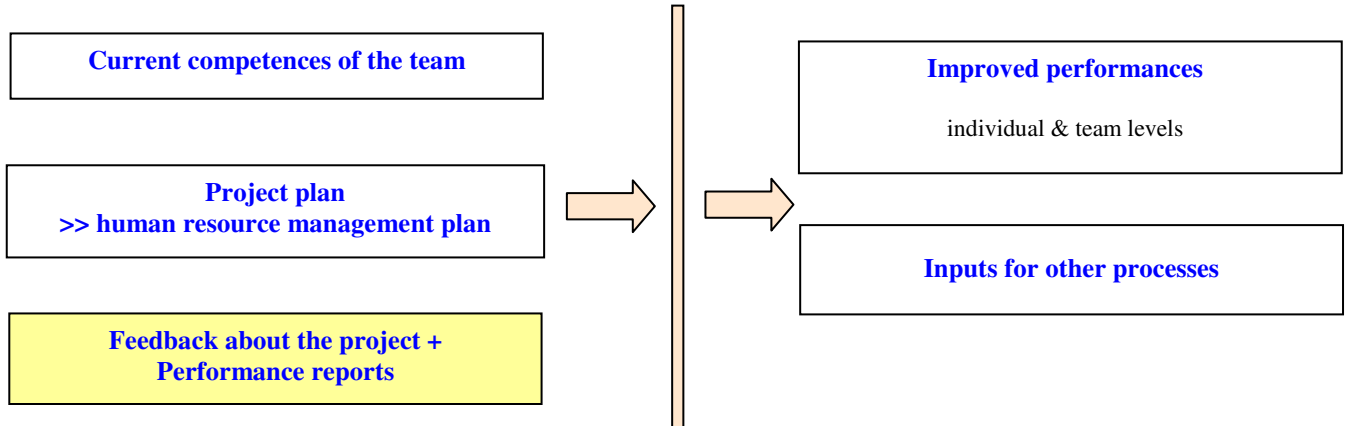 Current competences of the team
Project plan
>> human resource management plan
Feedback about the project +
Performance reports
Improved performances
individual & team levels
Inputs for other processes